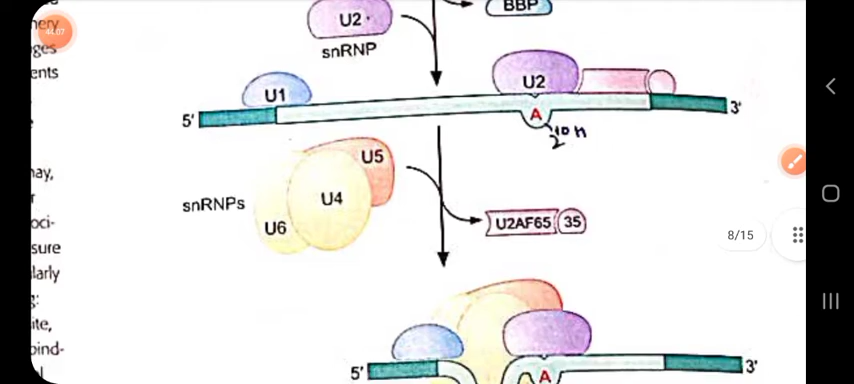 BBP
U2
snRNP
U1
U2
5'
3'
A
2'OH
U5
U4
U6
snRNPs
U2AF65
35
nery
ges
ents
nay,
r
oci-
sure
larly
g:
ite,
oind-
8/15
5'
3'
A